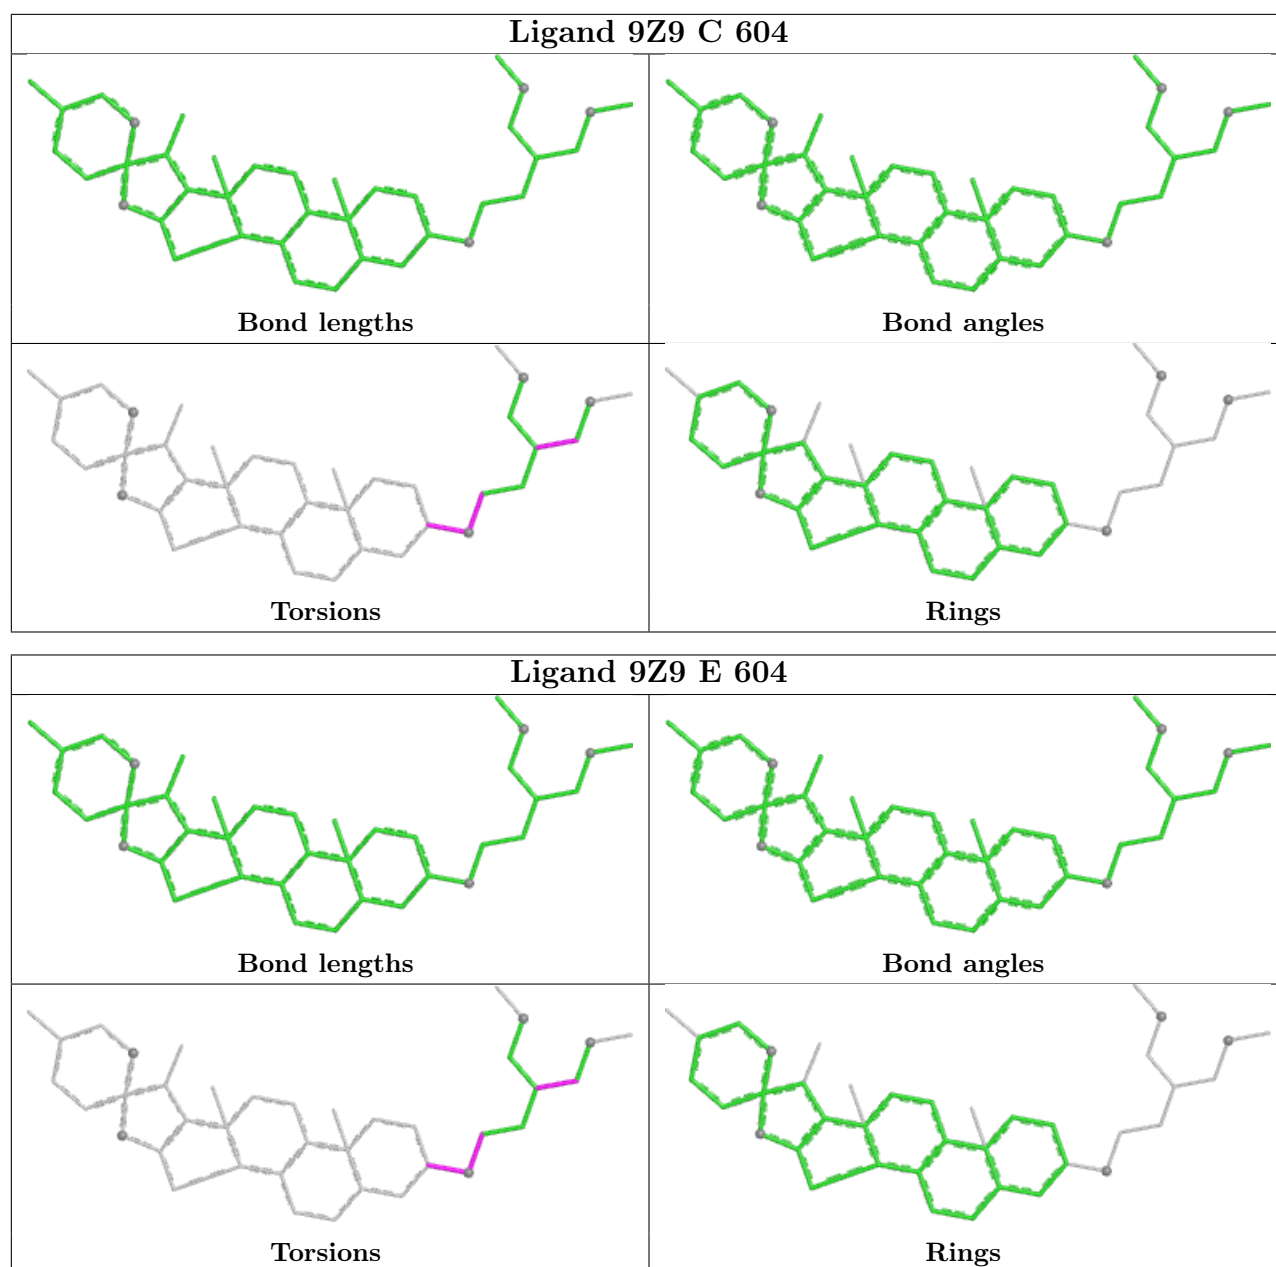 Ligand 9Z9 C 604
Bond lengths
Bond angles
Torsions
Rings
Ligand 9Z9 E 604
Bond lengths
Bond angles
Torsions
Rings